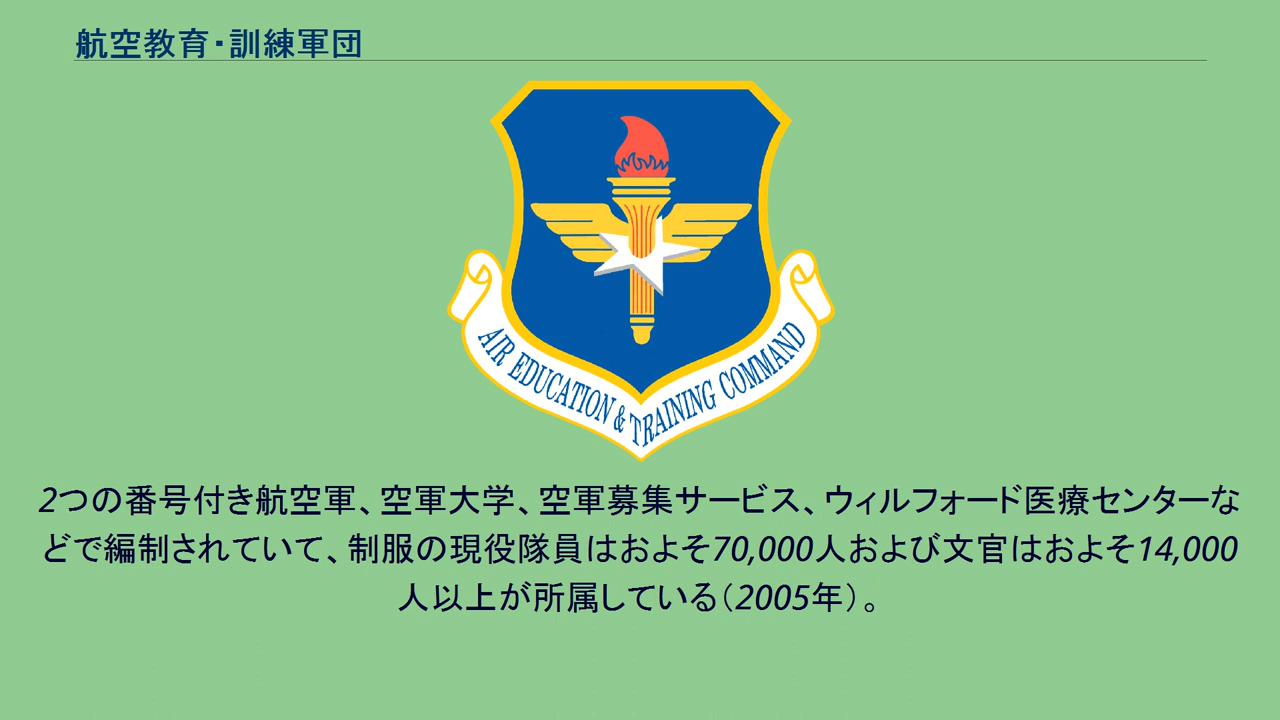 航空教育・訓練軍団
AIR EDUCATION & TRAINING COMMAND
2つの番号付き航空軍、空軍大学、空軍募集サービス、ウィルフォード医療センターな
どで編制されていて、制服の現役隊員はおよそ70,000人および文官はおよそ14,000
人以上が所属している（2005年）。